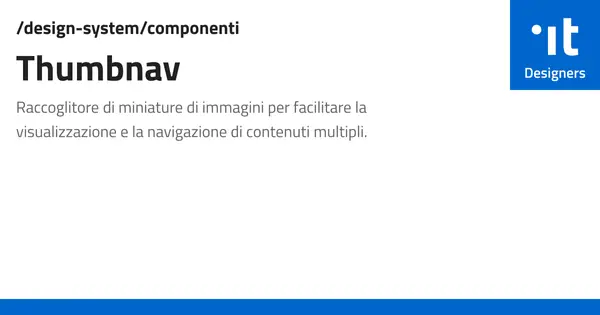 /design-system/componenti
Thumbnav
Raccoglitore di miniature di immagini per facilitare la
visualizzazione e la navigazione di contenuti multipli.
it
Designers